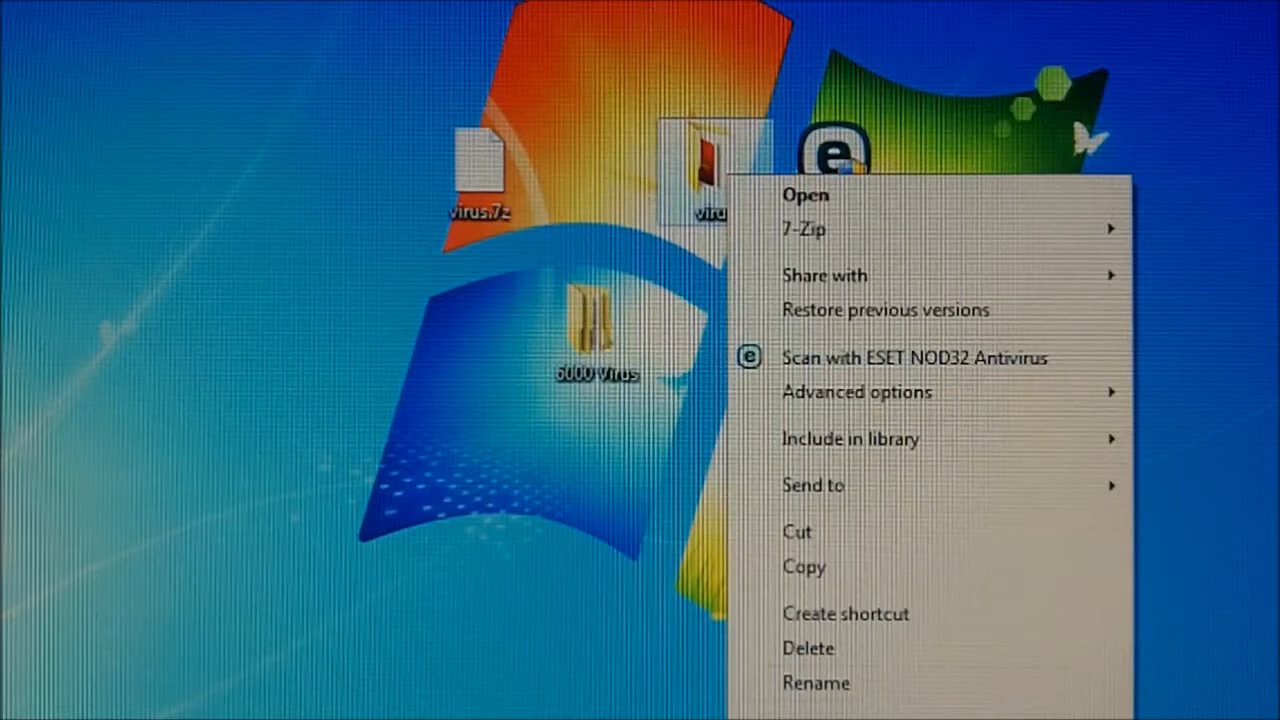 virus.7z
viru
6000 Virus
e
Open
7-Zip
Share with
Restore previous versions
e
Scan with ESET NOD32 Antivirus
Advanced options
Include in library
Send to
Cut
Copy
Create shortcut
Delete
Rename